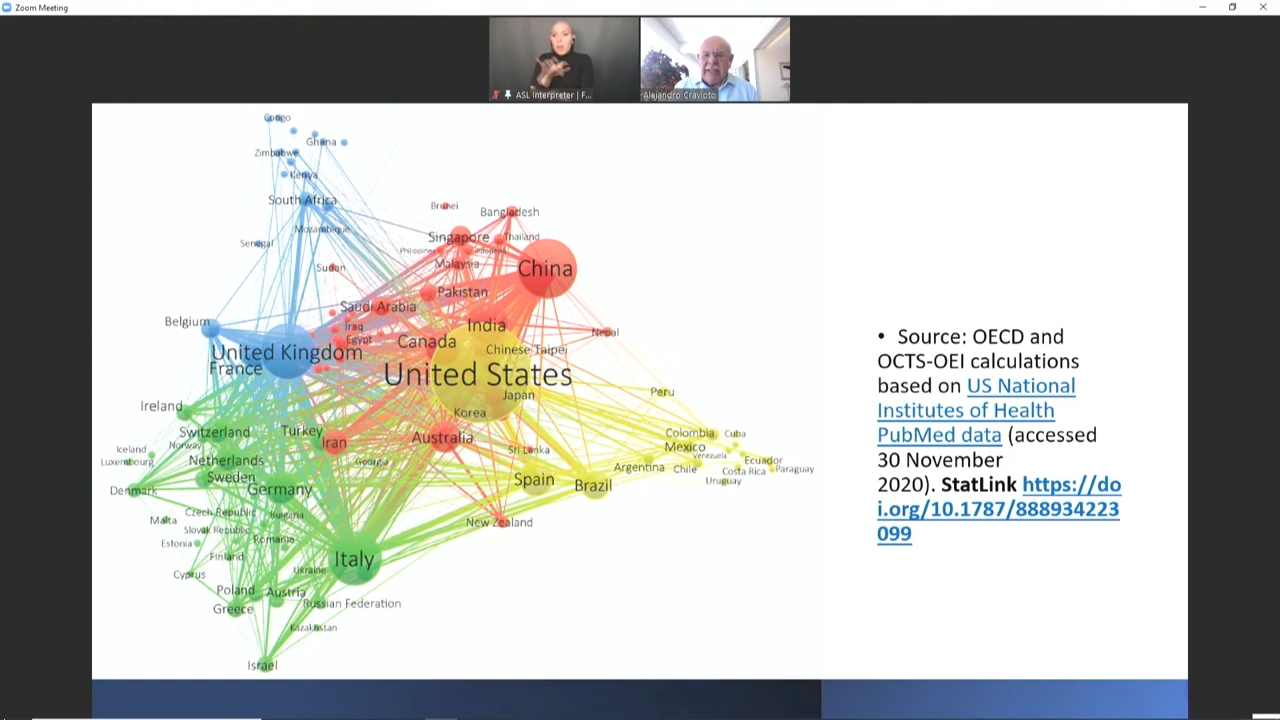 Zoom Meeting
ASL Interpreter | F...
Alejandro Cravioto
Congo
Ghana
Zimbabwe
Kenya
South Africa
Brunei
Bangladesh
Mozambique
Singapore
Thailand
Senegal
Philippines
Indonesia
Sudan
Malaysia
China
Pakistan
Saudi Arabia
Belgium
Iraq
India
Nepal
Egypt
Canada
United Kingdom
Chinese Taipei
France
United States
Peru
Japan
Ireland
Korea
Switzerland
Turkey
Iran
Australia
Colombia
Cuba
Norway
Mexico
Iceland
Sri Lanka
Venezuela
Luxembourg
Netherlands
Georgia
Argentina
Chile
Ecuador
Costa Rica
Paraguay
Sweden
Spain
Brazil
Uruguay
Denmark
Germany
Czech Republic
Bulgaria
Malta
New Zealand
Slovak Republic
Estonia
Romania
Finland
Italy
Cyprus
Ukraine
Poland
Austria
Greece
Russian Federation
Kazakhstan
Israel
• Source: OECD and
OCTS-OEI calculations
based on US National
Institutes of Health
PubMed data (accessed
30 November
2020). StatLink https://do
i.org/10.1787/888934223
099